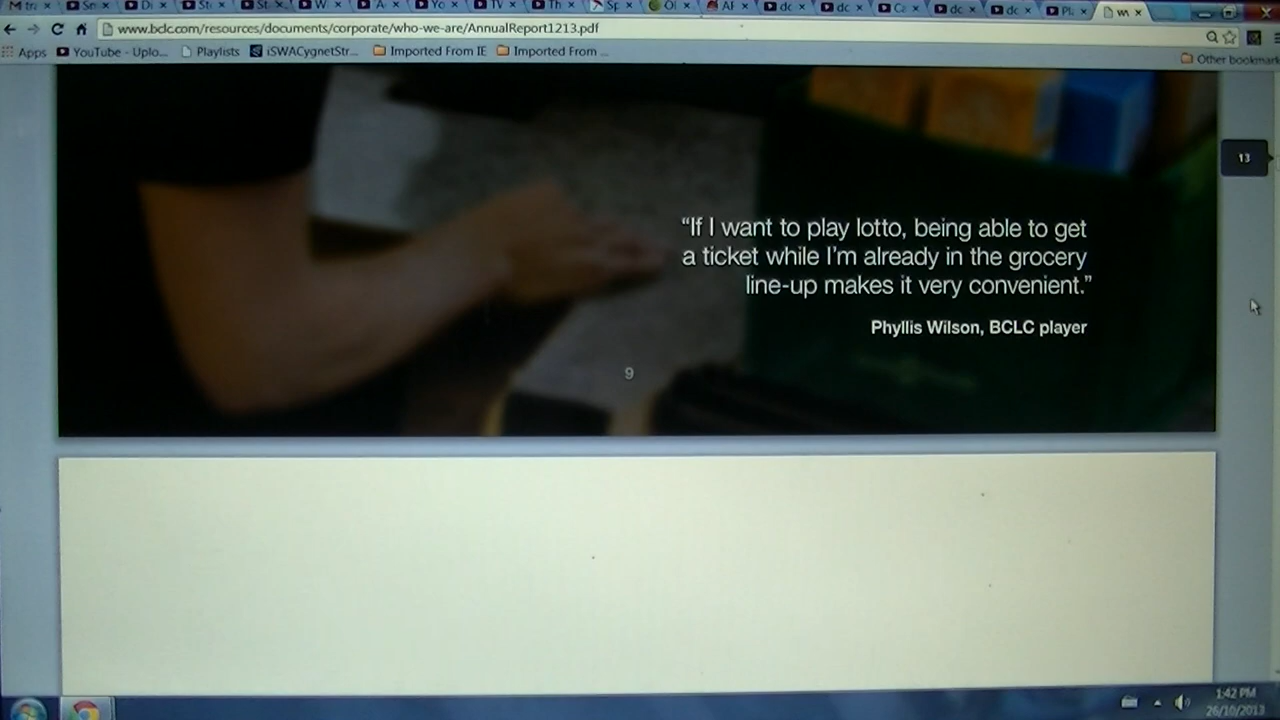 www.bclc.com/resources/documents/corporate/who-we-are/AnnualReport1213.pdf
Apps YouTube - Uplo... Playlists iSWACygnetStr... Imported From IE Imported From ...
Other bookmark
13
“If I want to play lotto, being able to get
a ticket while I’m already in the grocery
line-up makes it very convenient.”
Phyllis Wilson, BCLC player
9
1:42 PM
26/10/2013